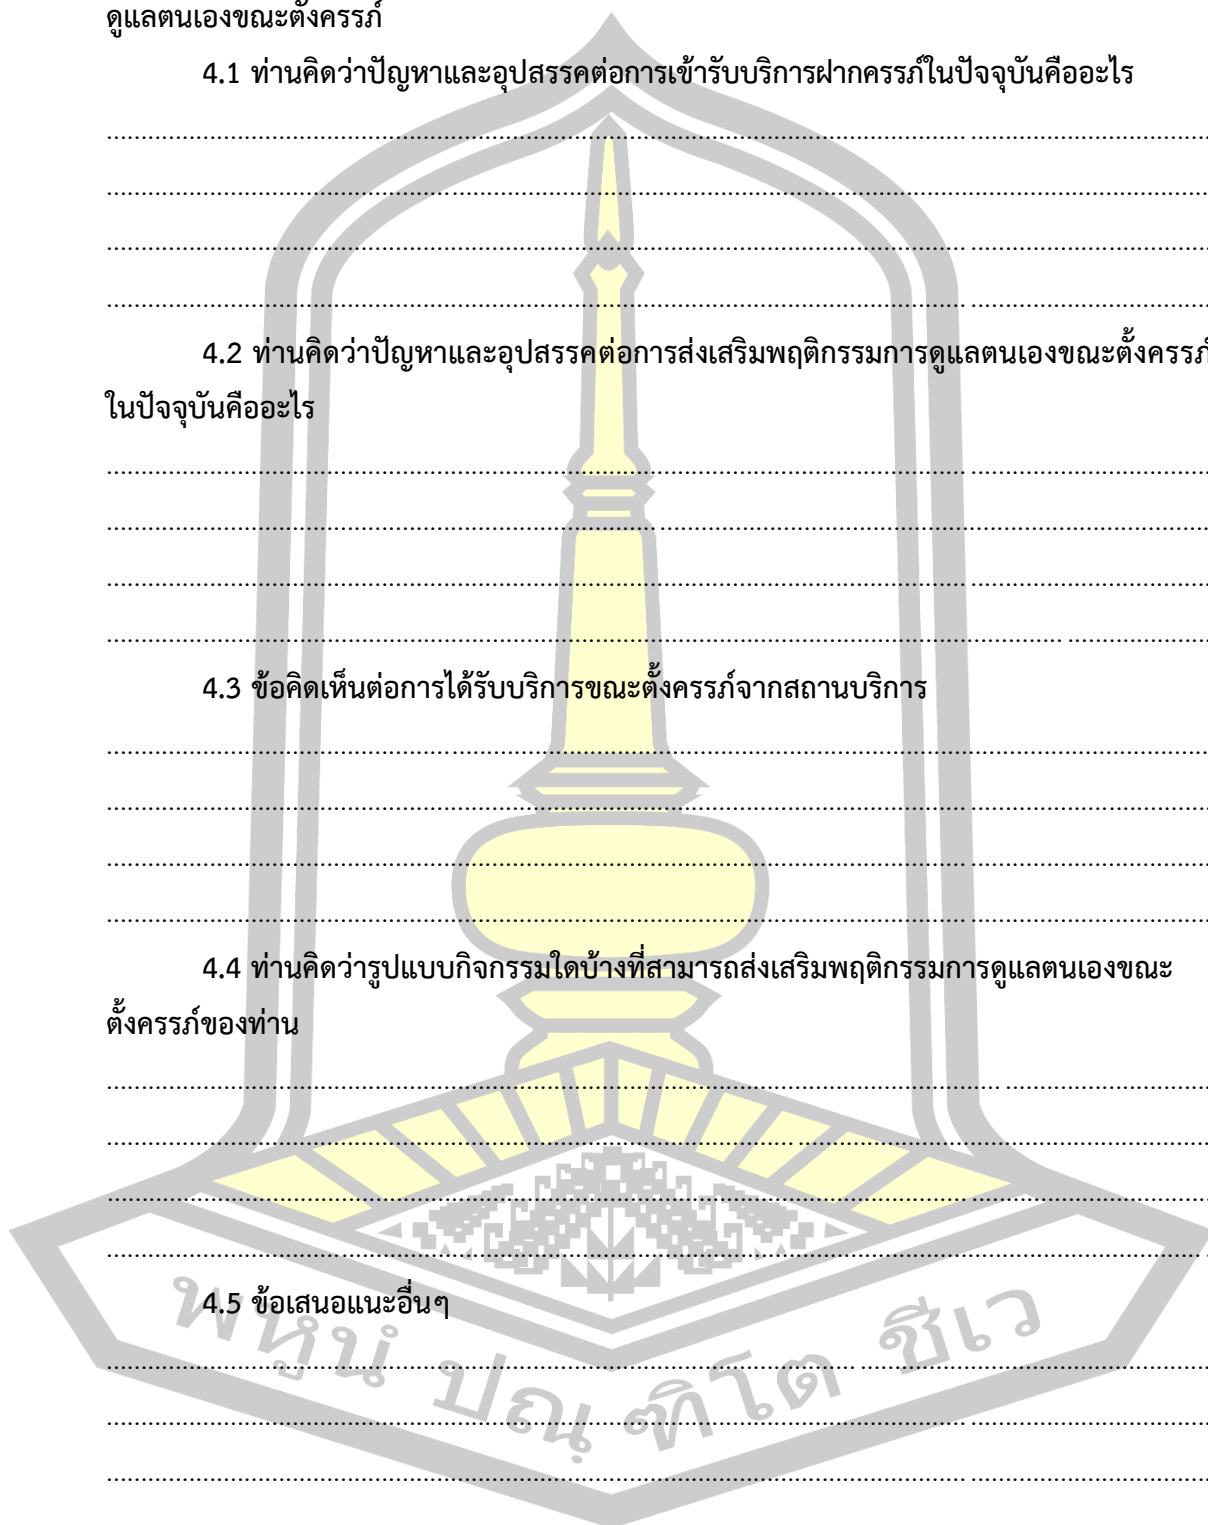 ดูแลตนเองขณะตั้งครรภ์
4.1 ท่านคิดว่าปัญหาและอุปสรรคต่อการเข้ารับบริการฝากครรภ์ในปัจจุบันคืออะไร
4.2 ท่านคิดว่าปัญหาและอุปสรรคต่อการส่งเสริมพฤติกรรมการดูแลตนเองขณะตั้งครรภ์
ในปัจจุบันคืออะไร
4.3 ข้อคิดเห็นต่อการได้รับบริการขณะตั้งครรภ์จากสถานบริการ
4.4 ท่านคิดว่ารูปแบบกิจกรรมใดบ้างที่สามารถส่งเสริมพฤติกรรมการดูแลตนเองขณะ
ตั้งครรภ์ของท่าน
4.5 ข้อเสนอแนะอื่นๆ
พหูนํ ปณฺฑิโต ชีเว